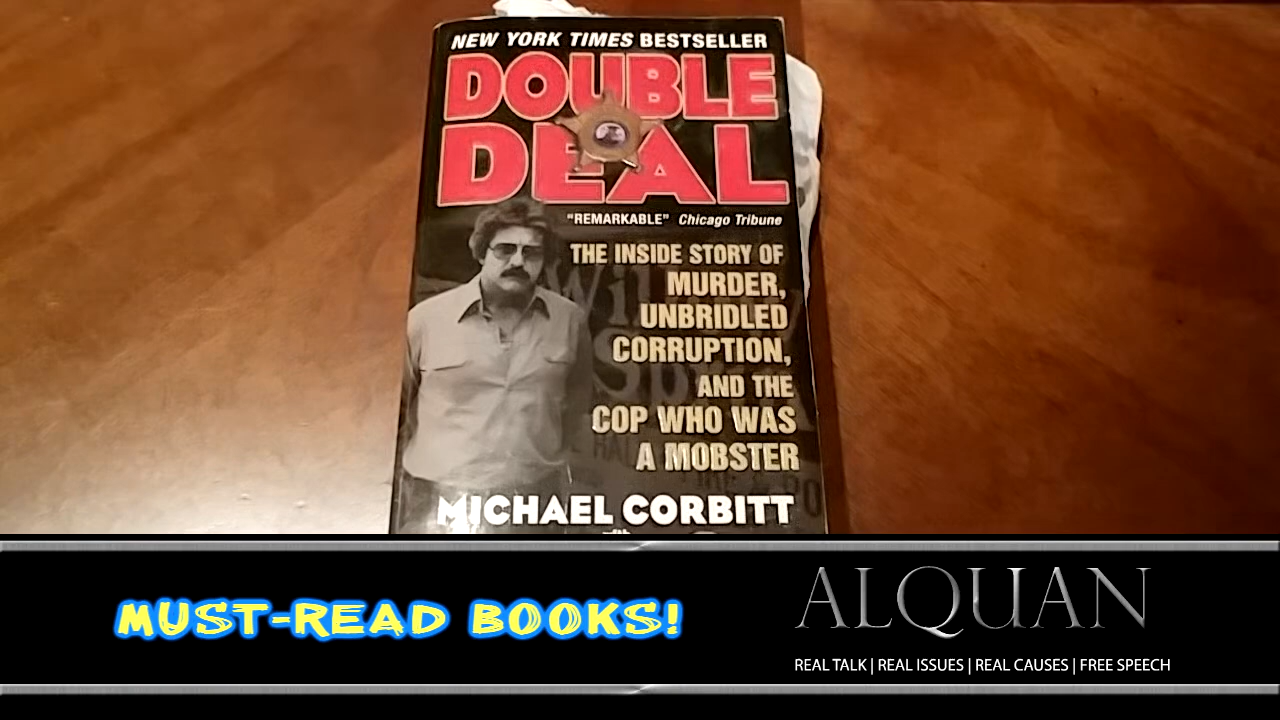 NEW YORK TIMES BESTSELLER
DOUBLE
DEAL
"REMARKABLE" Chicago Tribune
THE INSIDE STORY OF
MURDER,
UNBRIDLED
CORRUPTION,
AND THE
COP WHO WAS
A MOBSTER
MICHAEL CORBITT
MUST-READ BOOKS!
ALQUAN
REAL TALK | REAL ISSUES | REAL CAUSES | FREE SPEECH